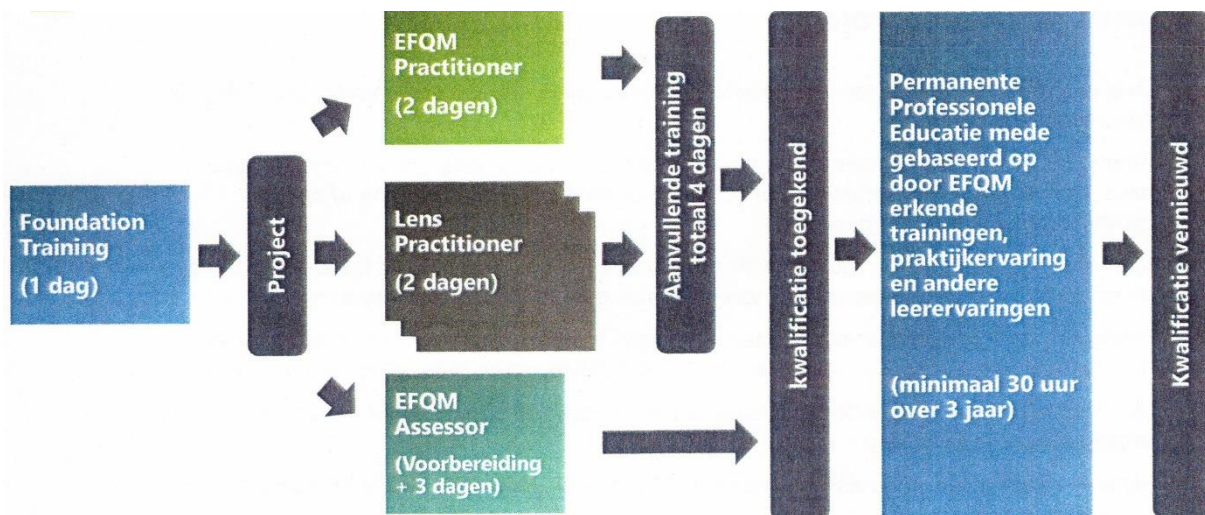 Foundation
Training
(1 dag)
Project
EFQM
Practitioner
(2 dagen)
Lens
Practitioner
(2 dagen)
EFQM
Assessor
(Voorbereiding
+ 3 dagen)
Aanvullende training
totaal 4 dagen
kwalificatie toegekend
Permanente
Professionele
Educatie mede
gebaseerd op
door EFQM
erkende
trainingen,
praktijkervaring
en andere
leerervaringen
(minimaal 30 uur
over 3 jaar)
Kwalificatie vernieuwd